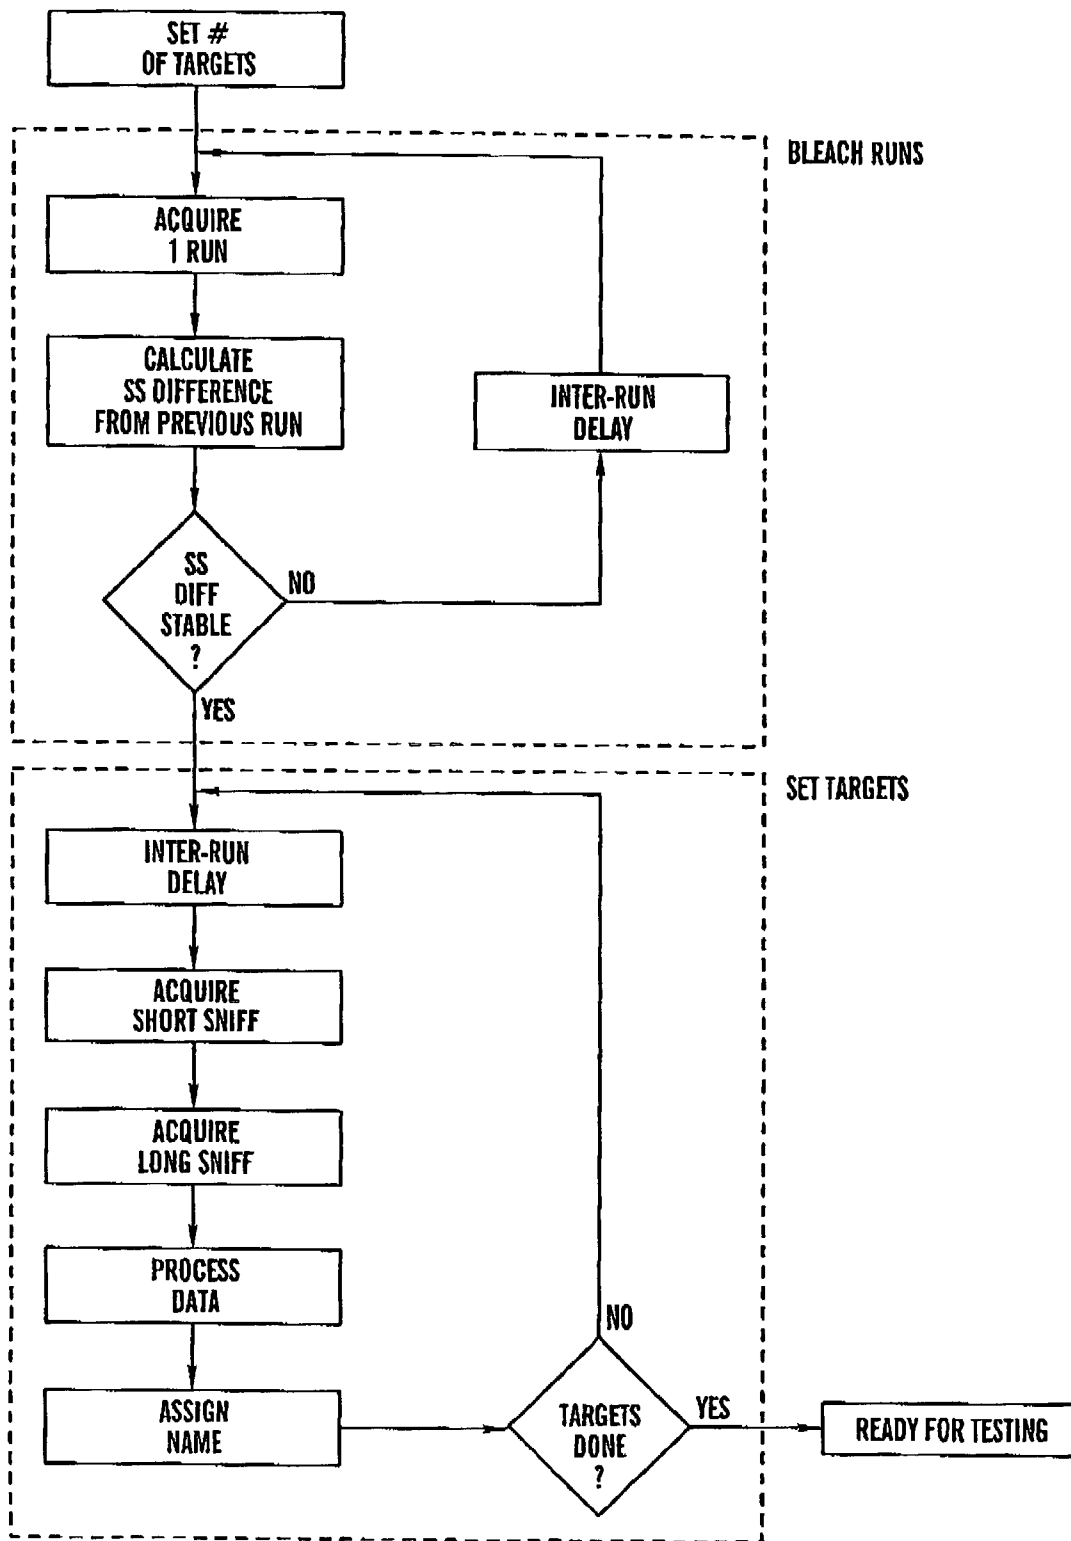 SET #
OF TARGETS
BLEACH RUNS
ACQUIRE
1 RUN
CALCULATE
SS DIFFERENCE
FROM PREVIOUS RUN
INTER-RUN
DELAY
SS
DIFF
STABLE
?
NO
YES
SET TARGETS
INTER-RUN
DELAY
ACQUIRE
SHORT SNIFF
ACQUIRE
LONG SNIFF
PROCESS
DATA
ASSIGN
NAME
NO
TARGETS
DONE
?
YES
READY FOR TESTING